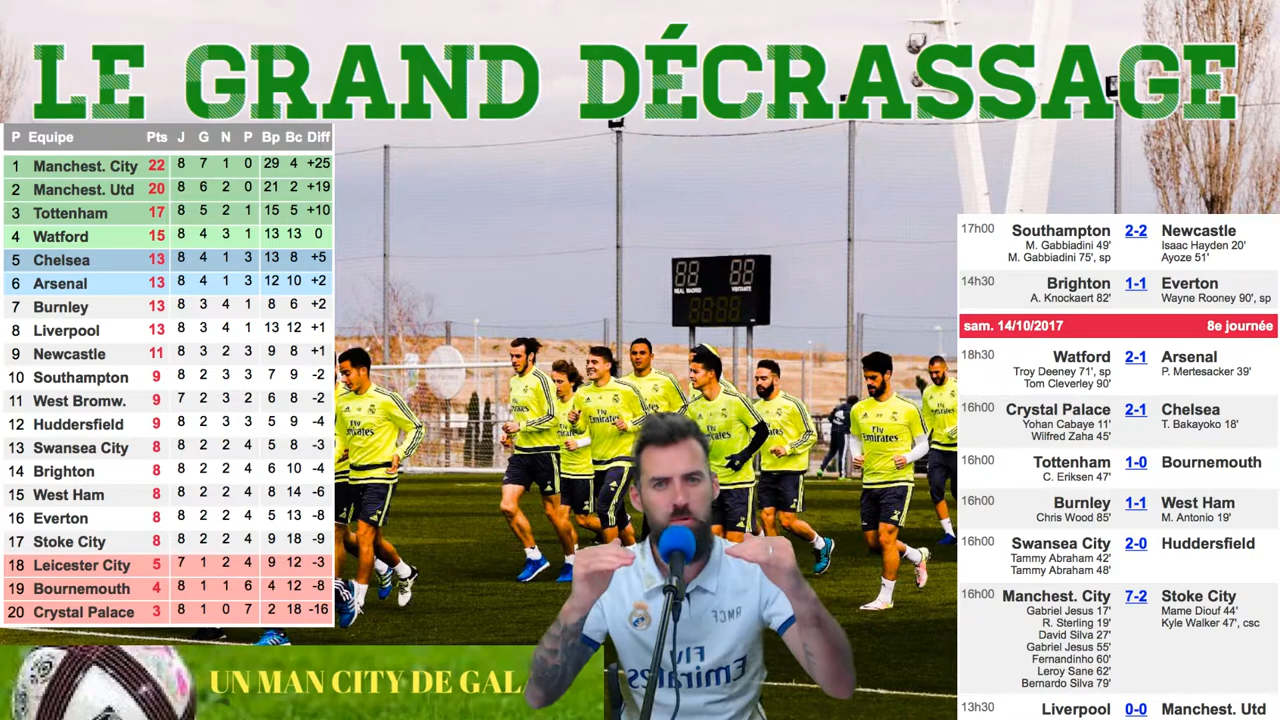 LE GRAND DÉCRASSAGE
P Equipe Pts J G N P Bp Bc Diff
1 Manchest. City 22 8 7 1 0 29 4 +25
2 Manchest. Utd 20 8 6 2 0 21 2 +19
3 Tottenham 17 8 5 2 1 15 5 +10
4 Watford 15 8 4 3 1 13 13 0
5 Chelsea 13 8 4 1 3 13 8 +5
6 Arsenal 13 8 4 1 3 12 10 +2
7 Burnley 13 8 3 4 1 8 6 +2
8 Liverpool 13 8 3 4 1 13 12 +1
9 Newcastle 11 8 3 2 3 9 8 +1
10 Southampton 9 8 2 3 3 7 9 -2
11 West Bromw. 9 7 2 3 2 6 8 -2
12 Huddersfield 9 8 2 3 3 5 9 -4
13 Swansea City 8 8 2 2 4 5 8 -3
14 Brighton 8 8 2 2 4 6 10 -4
15 West Ham 8 8 2 2 4 8 14 -6
16 Everton 8 8 2 2 4 5 13 -8
17 Stoke City 8 8 2 2 4 9 18 -9
18 Leicester City 5 7 1 2 4 9 12 -3
19 Bournemouth 4 8 1 1 6 4 12 -8
20 Crystal Palace 3 8 1 0 7 2 18 -16
17h00 Southampton 2-2 Newcastle
M. Gabbiadini 49' Isaac Hayden 20'
M. Gabbiadini 75', sp Ayoze 51'
14h30 Brighton 1-1 Everton
A. Knockaert 82' Wayne Rooney 90', sp
sam. 14/10/2017 8e journée
18h30 Watford 2-1 Arsenal
Troy Deeney 71', sp P. Mertesacker 39'
Tom Cleverley 90'
16h00 Crystal Palace 2-1 Chelsea
Yohan Cabaye 11' T. Bakayoko 18'
Wilfred Zaha 45'
16h00 Tottenham 1-0 Bournemouth
C. Eriksen 47'
16h00 Burnley 1-1 West Ham
Chris Wood 85' M. Antonio 19'
16h00 Swansea City 2-0 Huddersfield
Tammy Abraham 42'
Tammy Abraham 48'
16h00 Manchest. City 7-2 Stoke City
Gabriel Jesus 17' Mame Diouf 44'
R. Sterling 19' Kyle Walker 47', csc
David Silva 27'
Gabriel Jesus 55'
Fernandinho 60'
Leroy Sane 62'
Bernardo Silva 79'
13h30 Liverpool 0-0 Manchest. Utd
REAL MADRID VISITANTE
Fly Emirates
Fly Emirates
Fly Emirates
Fly Emirates
RMCF
Fly
Emirates
UN MAN CITY DE GAL